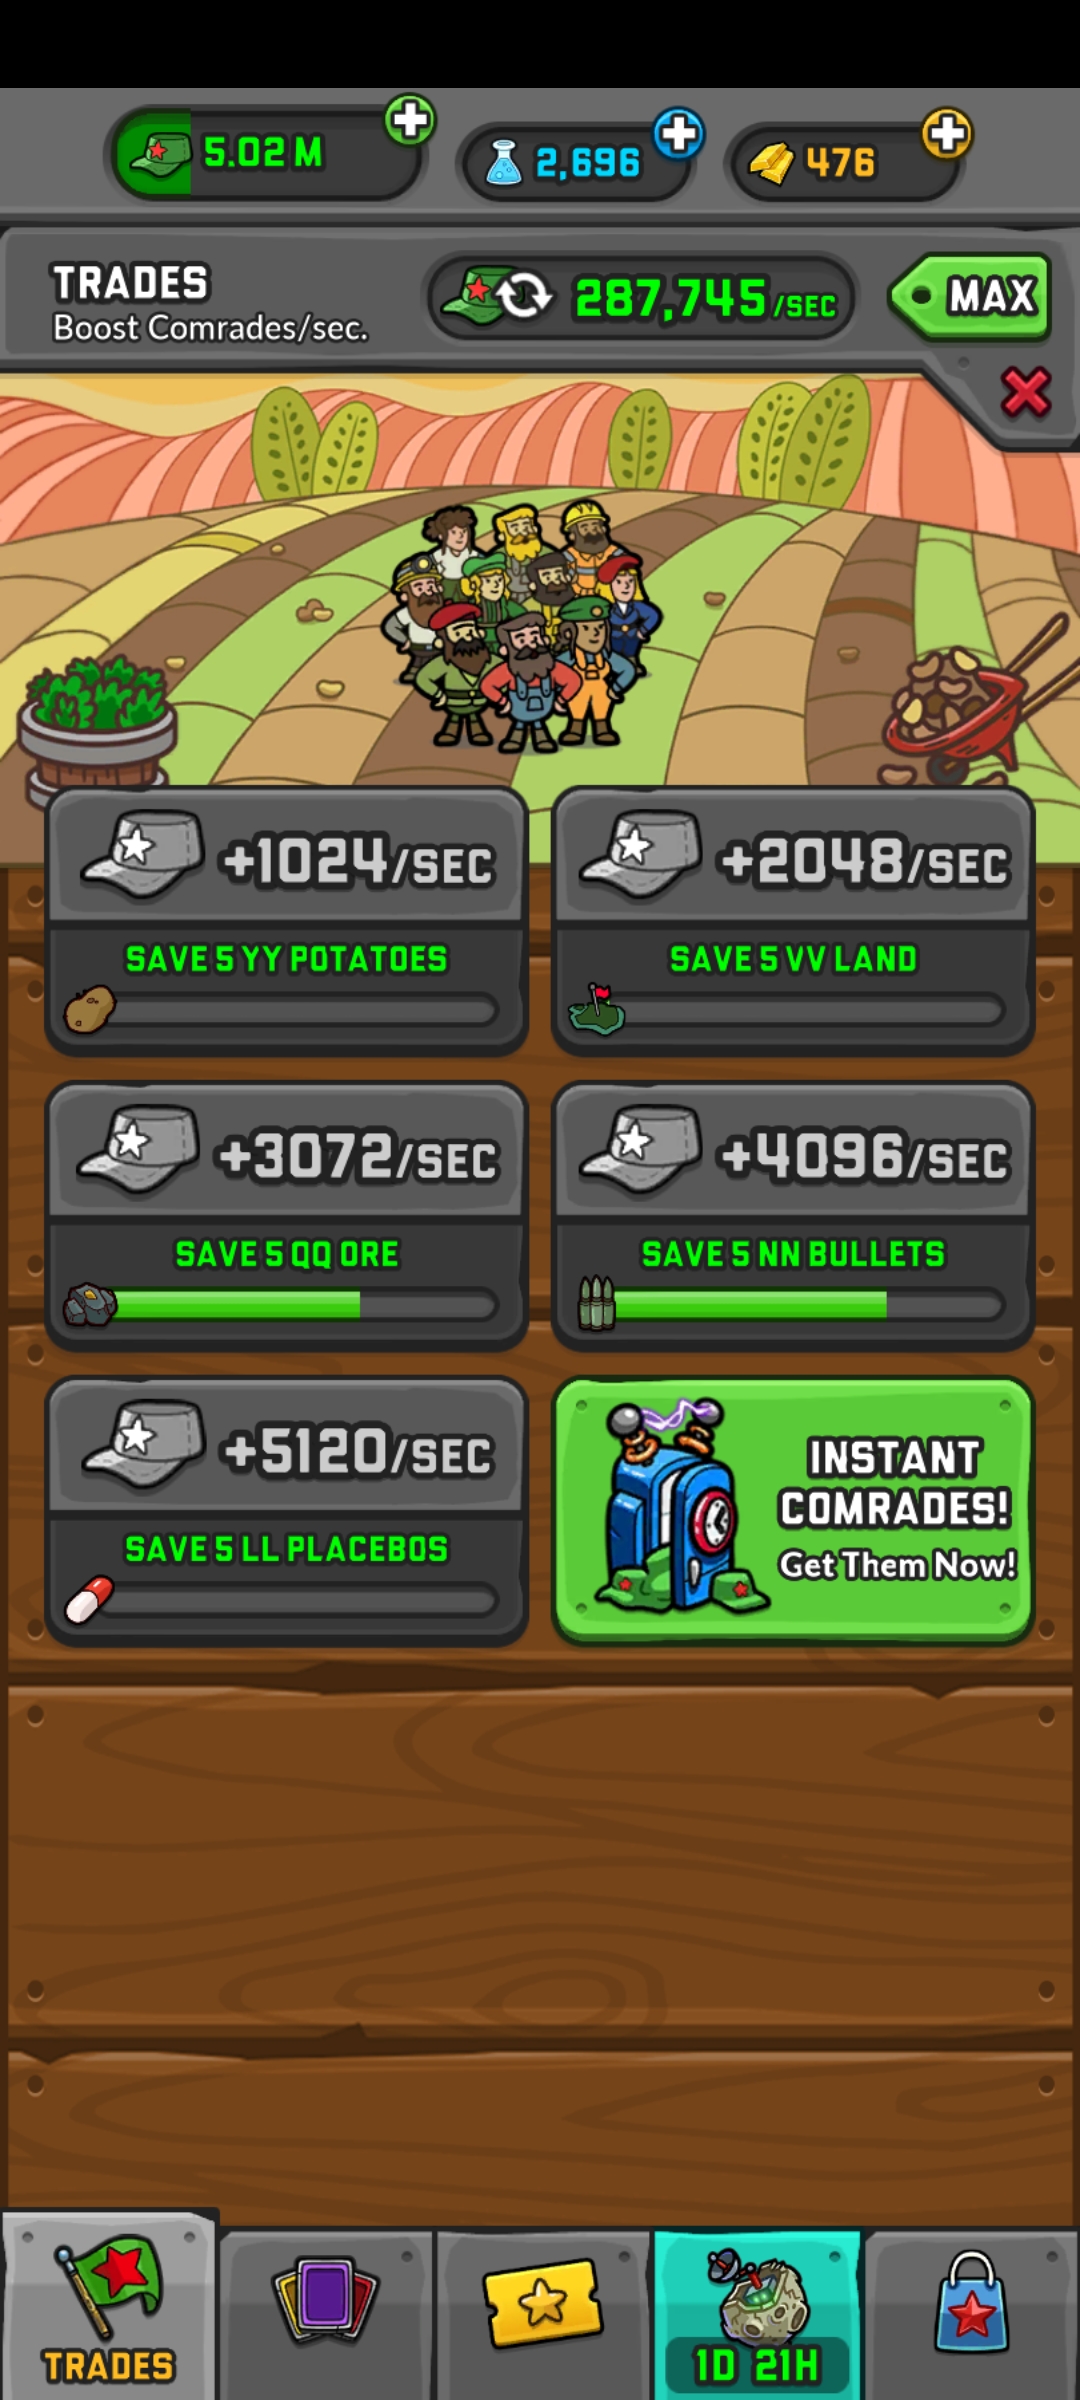 5.02 M
2,696
476
TRADES
Boost Comrades/sec.
287,745/SEC
MAX
+1024/SEC
+2048/SEC
SAVE 5 YY POTATOES
SAVE 5 VV LAND
+3072/SEC
+4096/SEC
SAVE 5 QQ ORE
SAVE 5 NN BULLETS
+5120/SEC
SAVE 5 LL PLACEBOS
INSTANT
COMRADES!
Get Them Now!
TRADES
1D 21H